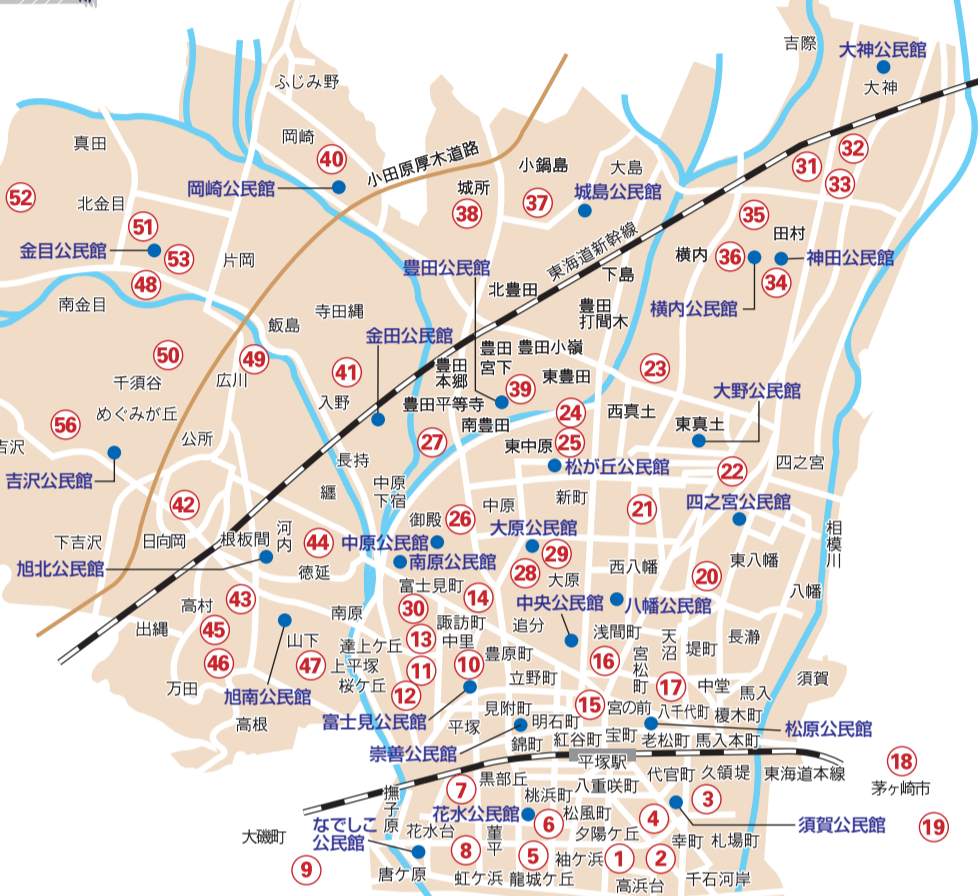 吉際
大神公民館
大神
ふじみ野
岡崎
40
岡崎公民館
小田原厚木道路
真田
52
北金目
51
金目公民館
53
48
片岡
南金目
小鍋島
大島
城所
38
37
城島公民館
31
32
33
35
田村
横内
36
神田公民館
34
横内公民館
東海道新幹線
下島
豊田公民館
北豊田
豊田
打間木
寺田縄
飯島
金田公民館
50
49
41
千須谷
広川
めぐみが丘
56
吉沢
公所
吉沢公民館
入野
豊田
本郷
豊田
宮下
豊田小嶺
39
東豊田
豊田平等寺
南豊田
23
大野公民館
24
西真土
東真土
27
東中原
25
松が丘公民館
22
四之宮
長持
纒
中原
下宿
中原
新町
21
四之宮公民館
42
下吉沢
日向岡
根板間
河内
44
旭北公民館
徳延
御殿
26
大原公民館
中原公民館
南原公民館
29
28
大原
西八幡
東八幡
20
相模川
八幡
富士見町
14
中央公民館
八幡公民館
高村
43
出縄
45
46
山下
47
万田
旭南公民館
高根
南原
30
諏訪町
追分
浅間町
天沼
堤町
長瀞
達上ケ丘
13
中里
上平塚
11
10
豊原町
16
宮松町
桜ケ丘
12
立野町
17
中堂
馬入
須賀
富士見公民館
見附町
15
宮の前
八千代町
榎木町
平塚
明石町
松原公民館
崇善公民館
錦町
紅谷町
宝町
老松町
馬入本町
平塚駅
代官町
久領堤
東海道本線
18
茅ヶ崎市
19
黒部丘
八重咲町
7
桃浜町
3
撫子原
花水公民館
松風町
6
4
須賀公民館
大磯町
なでしこ
公民館
花水台
菫平
夕陽ケ丘
幸町
札場町
9
8
5
袖ケ浜
1
2
唐ケ原
虹ケ浜
龍城ケ丘
高浜台
千石河岸